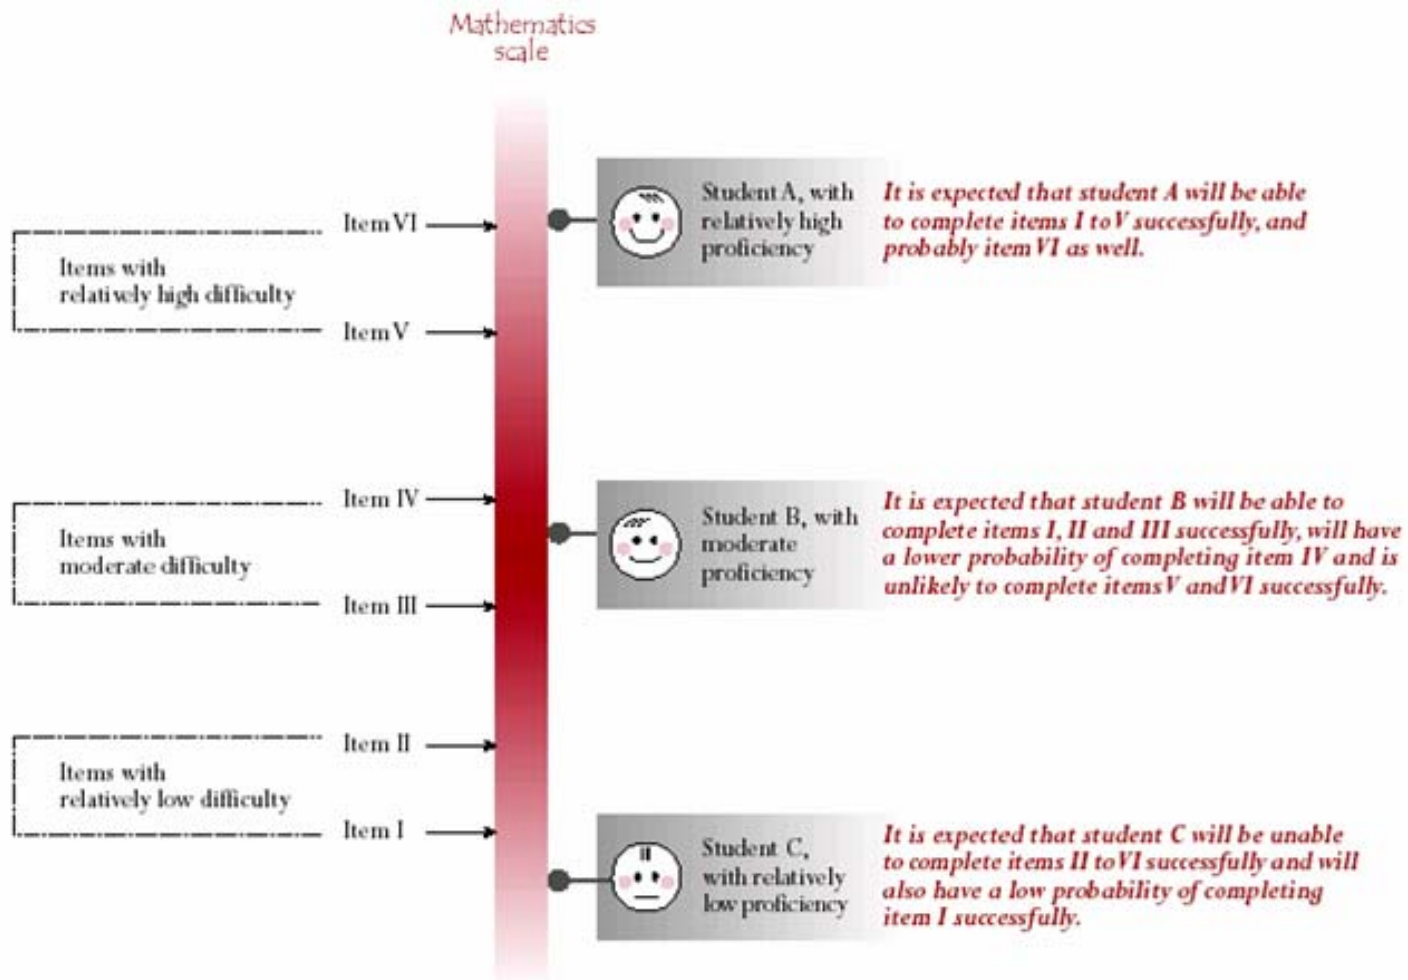 Mathematics
scale
Item VI
Items with
relatively high difficulty
Item V
Student A, with
relatively high
proficiency
It is expected that student A will be able
to complete items I to V successfully, and
probably item VI as well.
Item IV
Items with
moderate difficulty
Item III
Student B, with
moderate
proficiency
It is expected that student B will be able to
complete items I, II and III successfully, will have
a lower probability of completing item IV and is
unlikely to complete items V and VI successfully.
Item II
Items with
relatively low difficulty
Item I
Student C,
with relatively
low proficiency
It is expected that student C will be unable
to complete items II to VI successfully and will
also have a low probability of completing
item I successfully.